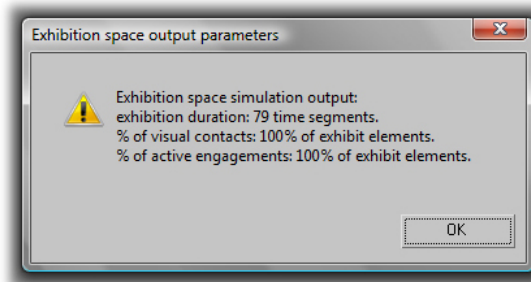 Exhibition space output parameters
Exhibition space simulation output:
exhibition duration: 79 time segments.
% of visual contacts: 100% of exhibit elements.
% of active engagements: 100% of exhibit elements.
OK